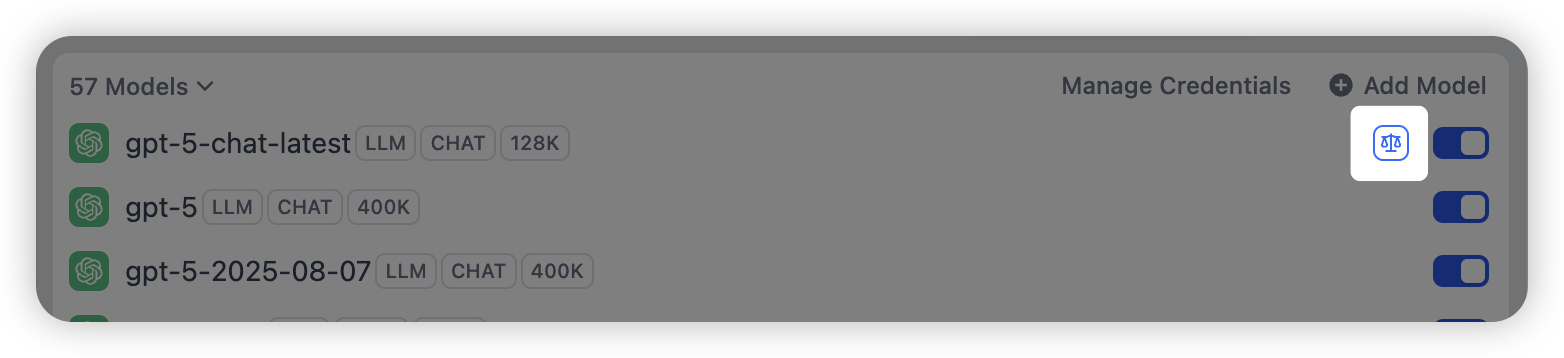 57 Models Manage Credentials Add Model
gpt-5-chat-latest LLM CHAT 128K
gpt-5 LLM CHAT 400K
gpt-5-2025-08-07 LLM CHAT 400K